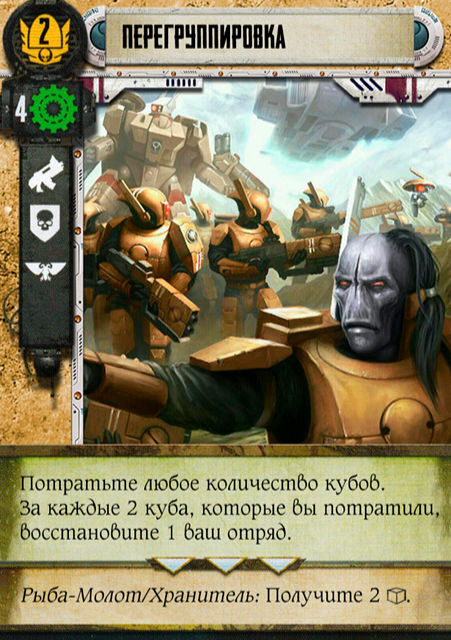 2
ПЕРЕГРУППИРОВКА
4
Потратьте любое количество кубов.
За каждые 2 куба, которые вы потратили,
восстановите 1 ваш отряд.
Рыба-Молот/Хранитель: Получите 2 .